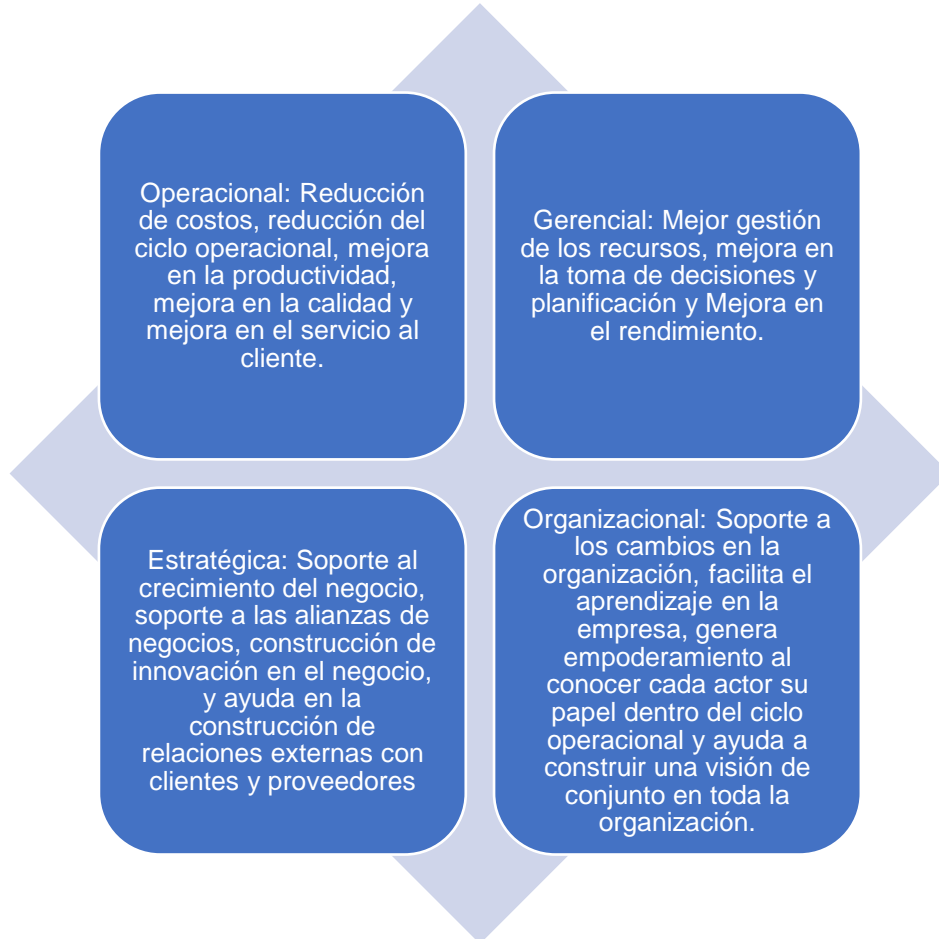 Operacional: Reducción
de costos, reducción del
ciclo operacional, mejora
en la productividad,
mejora en la calidad y
mejora en el servicio al
cliente.
Gerencial: Mejor gestión
de los recursos, mejora en
la toma de decisiones y
planificación y Mejora en
el rendimiento.
Estratégica: Soporte al
crecimiento del negocio,
soporte a las alianzas de
negocios, construcción de
innovación en el negocio,
y ayuda en la
construcción de
relaciones externas con
clientes y proveedores
Organizacional: Soporte a
los cambios en la
organización, facilita el
aprendizaje en la
empresa, genera
empoderamiento al
conocer cada actor su
papel dentro del ciclo
operacional y ayuda a
construir una visión de
conjunto en toda la
organización.